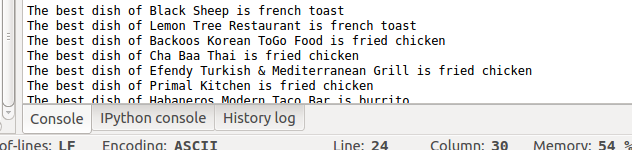 The best dish of Black Sheep is french toast
The best dish of Lemon Tree Restaurant is french toast
The best dish of Backoos Korean ToGo Food is fried chicken
The best dish of Cha Baa Thai is fried chicken
The best dish of Efendy Turkish & Mediterranean Grill is fried chicken
The best dish of Primal Kitchen is fried chicken
The best dish of Habaneros Modern Taco Bar is burrito
Console IPython console History log
of-lines: LF Encoding: ASCII Line: 24 Column: 30 Memory: 54 %